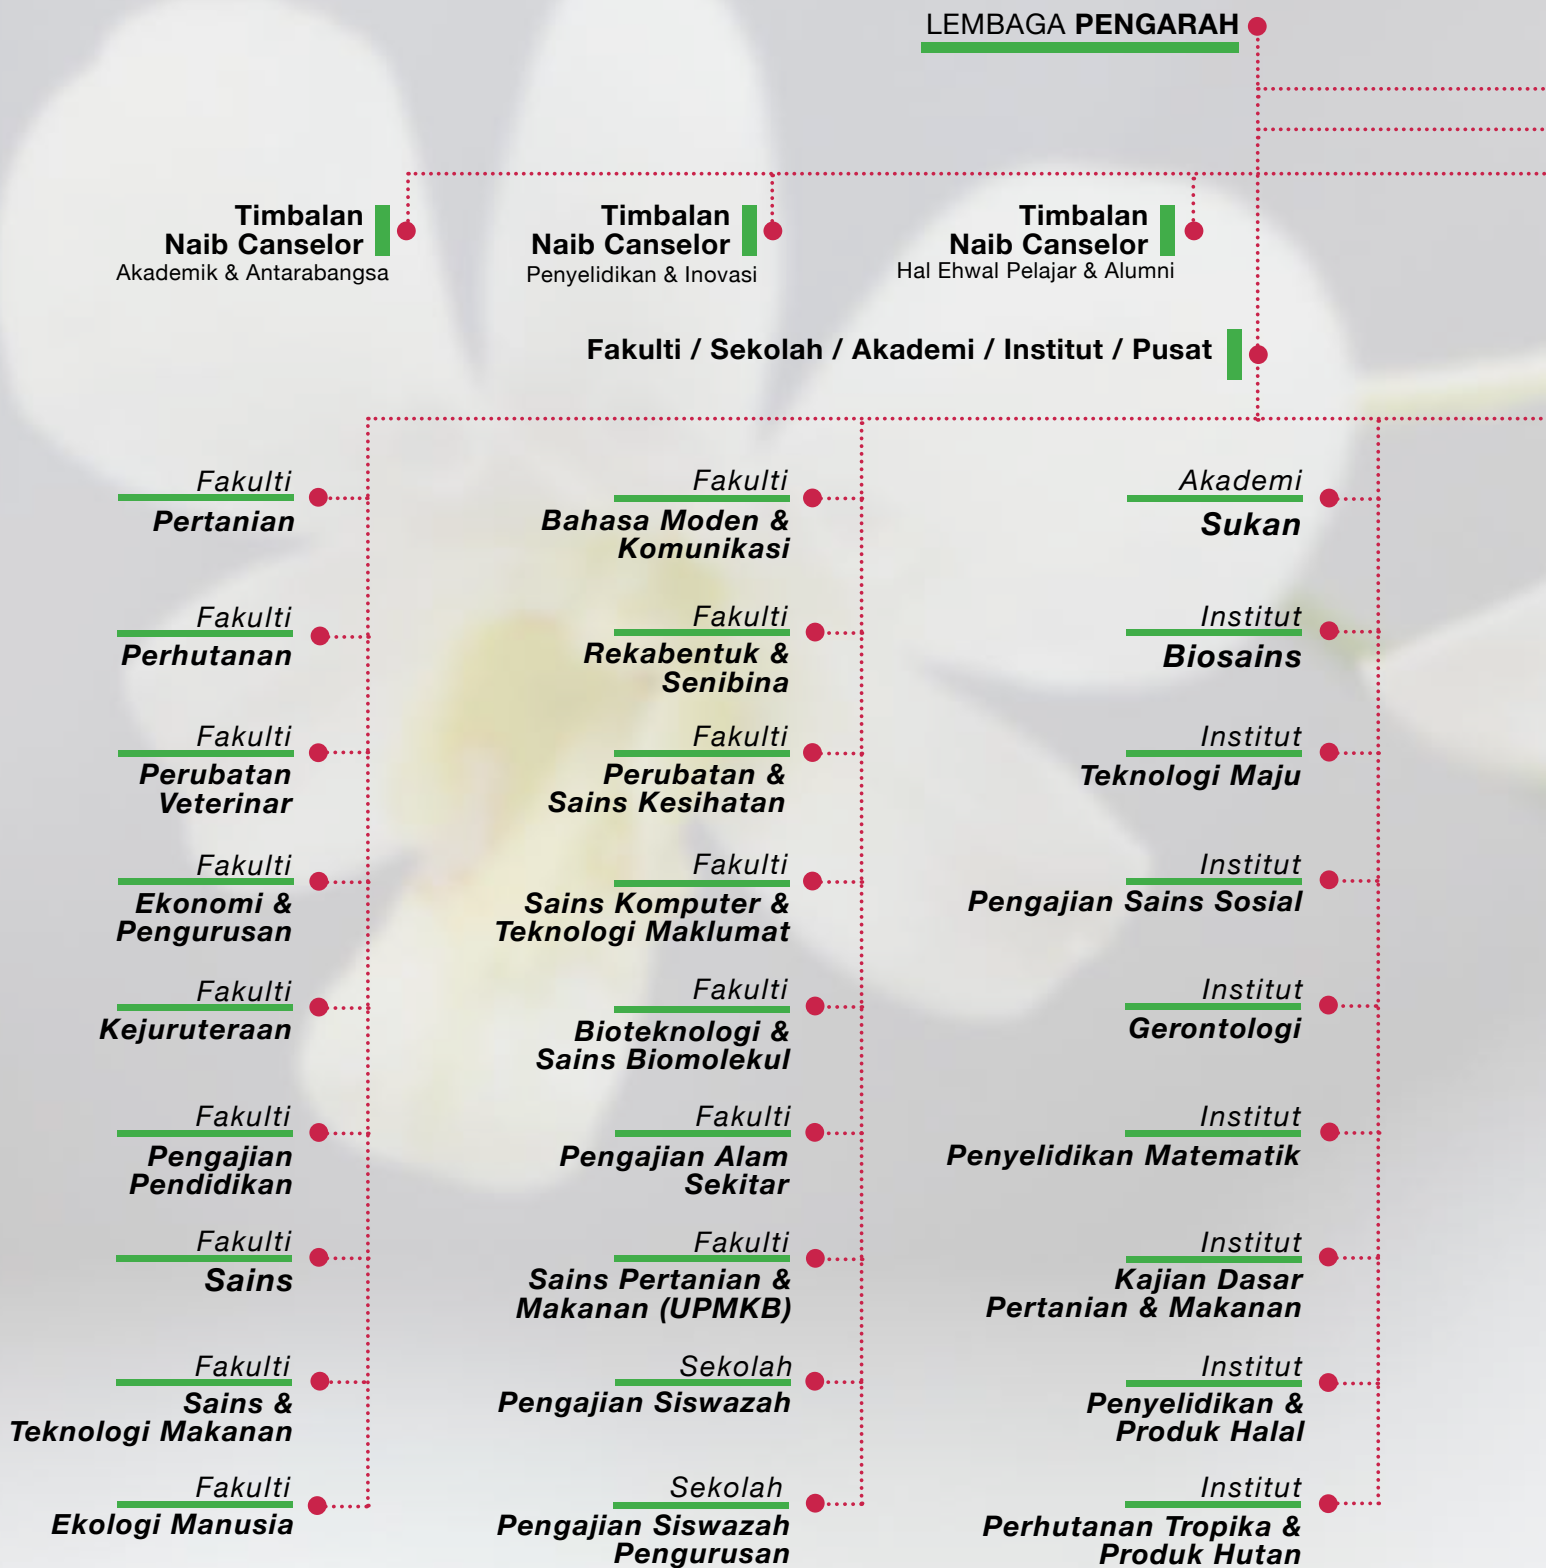 LEMBAGA PENGARAH
Timbalan
Naib Canselor
Akademik & Antarabangsa
Timbalan
Naib Canselor
Penyelidikan & Inovasi
Timbalan
Naib Canselor
Hal Ehwal Pelajar & Alumni
Fakulti / Sekolah / Akademi / Institut / Pusat
Fakulti
Pertanian
Fakulti
Perhutanan
Fakulti
Perubatan
Veterinar
Fakulti
Ekonomi &
Pengurusan
Fakulti
Kejuruteraan
Fakulti
Pengajian
Pendidikan
Fakulti
Sains
Fakulti
Sains &
Teknologi Makanan
Fakulti
Ekologi Manusia
Fakulti
Bahasa Moden &
Komunikasi
Fakulti
Rekabentuk &
Senibina
Fakulti
Perubatan &
Sains Kesihatan
Fakulti
Sains Komputer &
Teknologi Maklumat
Fakulti
Bioteknologi &
Sains Biomolekul
Fakulti
Pengajian Alam
Sekitar
Fakulti
Sains Pertanian &
Makanan (UPMKB)
Sekolah
Pengajian Siswazah
Sekolah
Pengajian Siswazah
Pengurusan
Akademi
Sukan
Institut
Biosains
Institut
Teknologi Maju
Institut
Pengajian Sains Sosial
Institut
Gerontologi
Institut
Penyelidikan Matematik
Institut
Kajian Dasar
Pertanian & Makanan
Institut
Penyelidikan &
Produk Halal
Institut
Perhutanan Tropika &
Produk Hutan